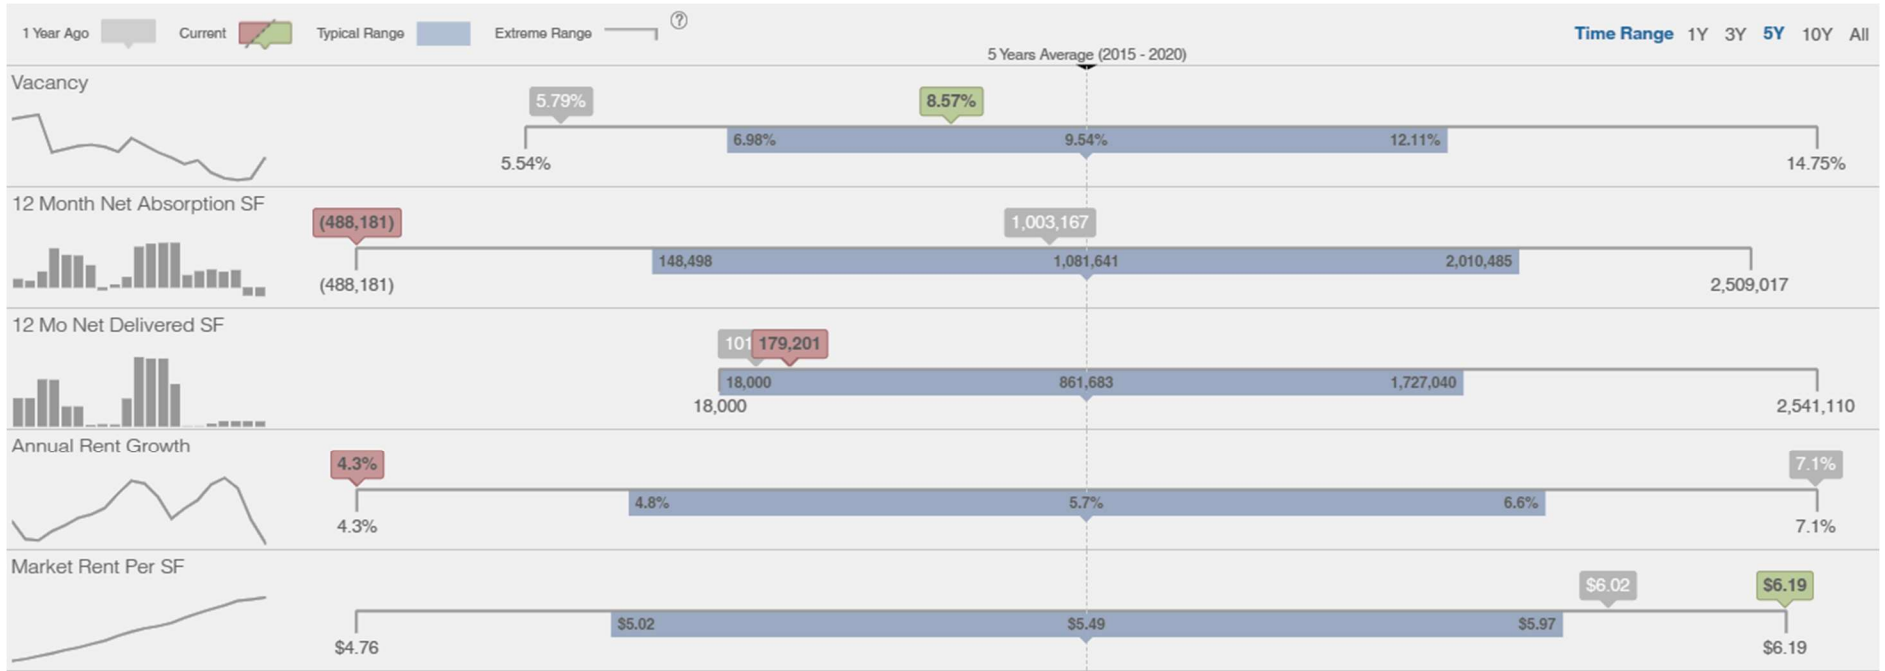 1 Year Ago Current Typical Range Extreme Range ? Time Range 1Y 3Y 5Y 10Y All
5 Years Average (2015 - 2020)
Vacancy
5.79% 8.57%
6.98% 9.54% 12.11%
5.54% 14.75%
12 Month Net Absorption SF
(488,181) 1,003,167
148,498 1,081,641 2,010,485
(488,181) 2,509,017
12 Mo Net Delivered SF
101 179,201
18,000 861,683 1,727,040
18,000 2,541,110
Annual Rent Growth
4.3% 7.1%
4.8% 5.7% 6.6%
4.3% 7.1%
Market Rent Per SF
$6.02 $6.19
$5.02 $5.49 $5.97
$4.76 $6.19